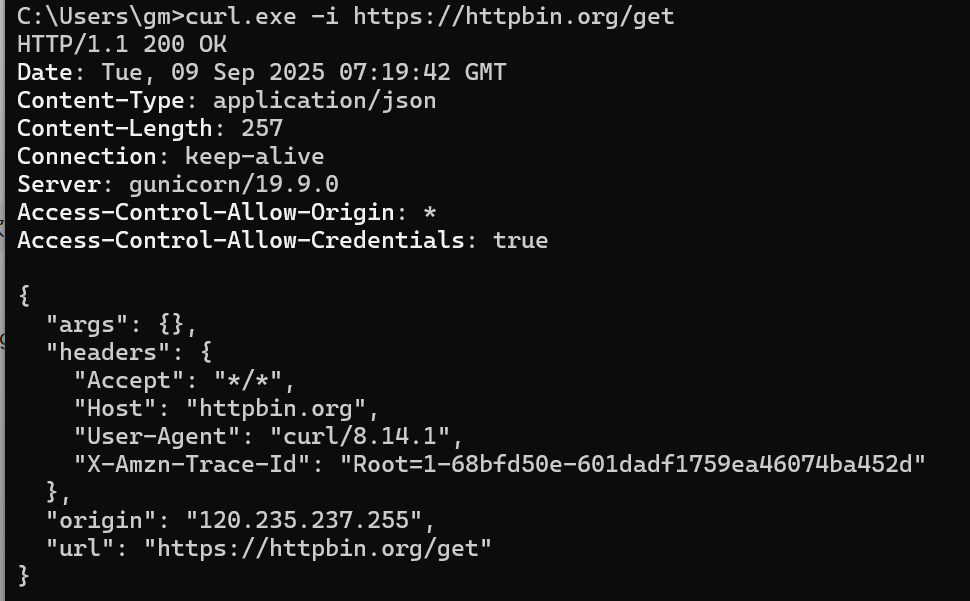 C:\Users\gm>curl.exe -i https://httpbin.org/get
HTTP/1.1 200 OK
Date: Tue, 09 Sep 2025 07:19:42 GMT
Content-Type: application/json
Content-Length: 257
Connection: keep-alive
Server: gunicorn/19.9.0
Access-Control-Allow-Origin: *
Access-Control-Allow-Credentials: true

{
  "args": {},
  "headers": {
    "Accept": "*/*",
    "Host": "httpbin.org",
    "User-Agent": "curl/8.14.1",
    "X-Amzn-Trace-Id": "Root=1-68bfd50e-601dadf1759ea46074ba452d"
  },
  "origin": "120.235.237.255",
  "url": "https://httpbin.org/get"
}